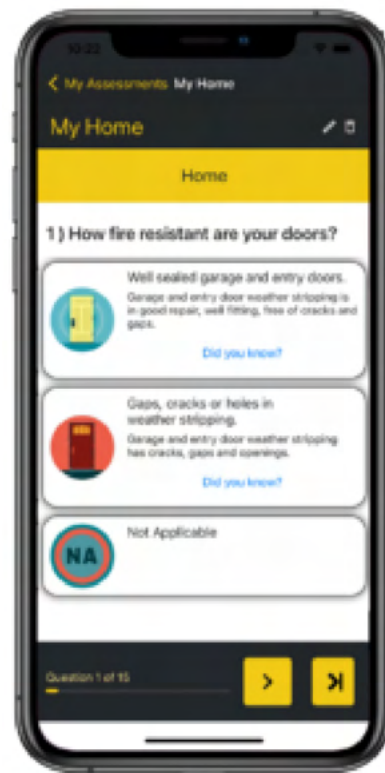 10:22
My Assessments My Home
My Home
Home
1) How fire resistant are your doors?
Well sealed garage and entry doors.
Garage and entry door weather stripping is
in good repair, well fitting, free of cracks and
gaps.
Did you know?
Gaps, cracks or holes in
weather stripping.
Garage and entry door weather stripping
has cracks, gaps and openings.
Did you know?
NA
Not Applicable
Question 1 of 15